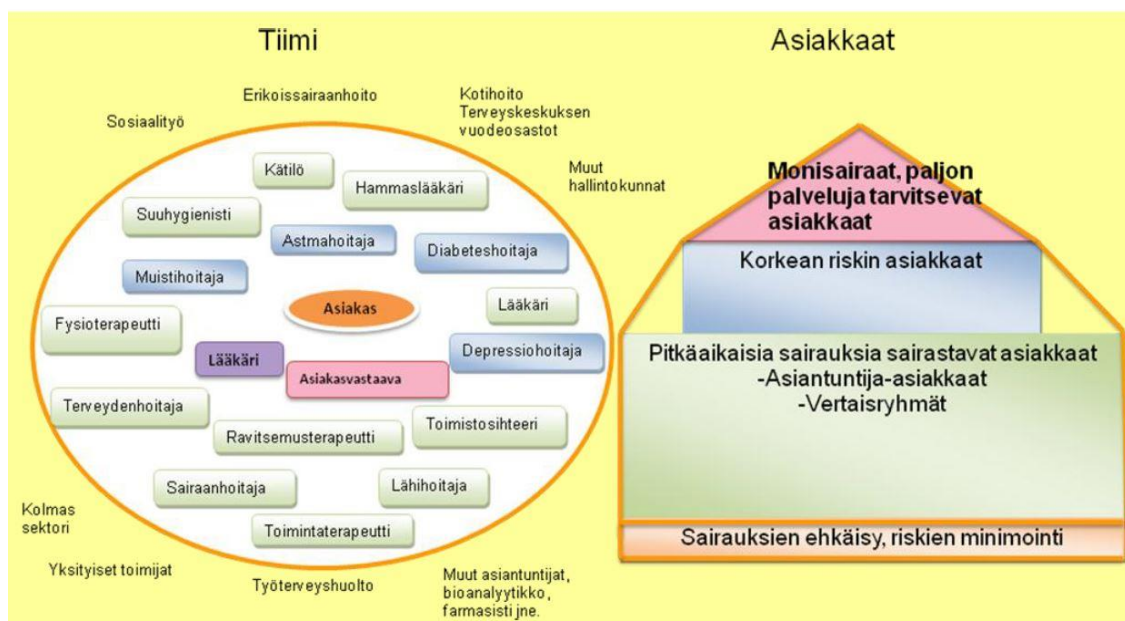 Tiimi
Asiakkaat
Erikoissairaanhoito
Kotihoito
Terveyskeskuksen
vuodeosastot
Sosiaalityö
Muut
hallintokunnat
Kätilö
Hammaslääkäri
Suuhygienisti
Astmahoitaja
Diabeteshoitaja
Muistihoitaja
Asiakas
Lääkäri
Fysioterapeutti
Lääkäri
Depressiohoitaja
Asiakasvastaava
Terveydenhoitaja
Toimistosihteeri
Ravitsemusterapeutti
Sairaanhoitaja
Lähihoitaja
Toimintaterapeutti
Kolmas
sektori
Yksityiset toimijat
Työterveyshuolto
Muut asiantuntijat,
bioanalyytikko,
farmasisti jne.
Monisairaat, paljon
palveluja tarvitsevat
asiakkaat
Korkean riskin asiakkaat
Pitkäaikaisia sairauksia sairastavat asiakkaat
-Asiantuntija-asiakkaat
-Vertaisryhmät
Sairauksien ehkäisy, riskien minimointi